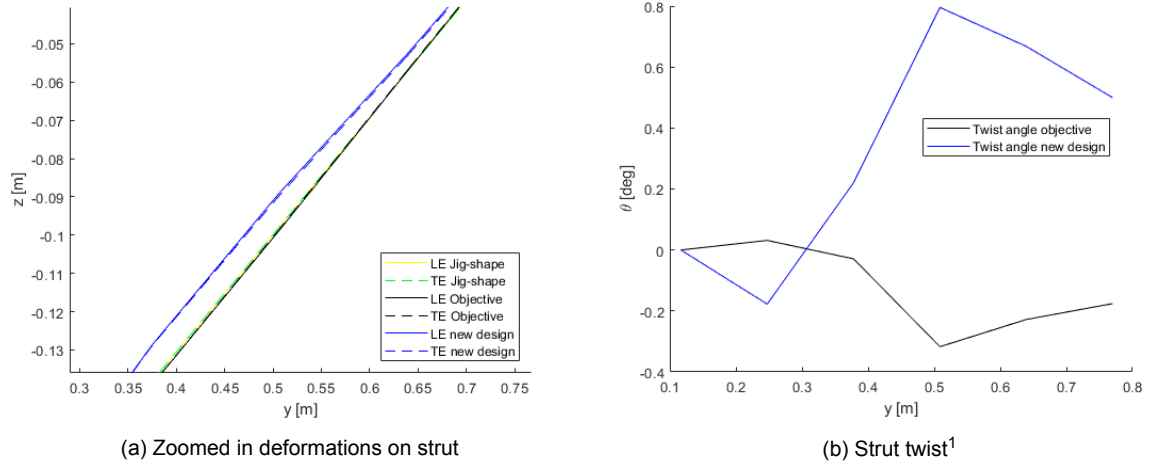 -0.05
-0.06
-0.07
-0.08
-0.09
-0.1
-0.11
-0.12
-0.13
z [m]
0.3 0.35 0.4 0.45 0.5 0.55 0.6 0.65 0.7 0.75
y [m]
LE Jig-shape
TE Jig-shape
LE Objective
TE Objective
LE new design
TE new design
(a) Zoomed in deformations on strut
0.8
0.6
0.4
0.2
0
-0.2
-0.4
θ [deg]
0.1 0.2 0.3 0.4 0.5 0.6 0.7 0.8
y [m]
Twist angle objective
Twist angle new design
(b) Strut twist¹